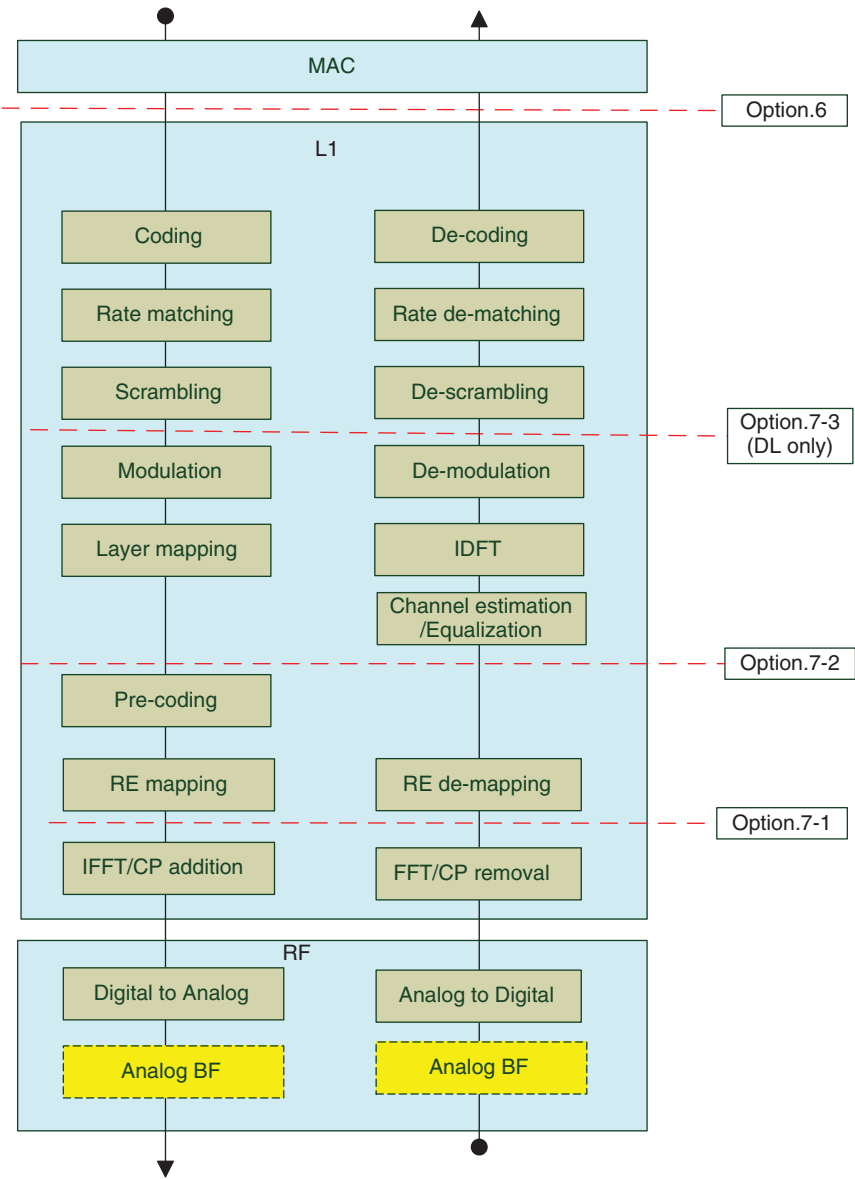 MAC
Option.6
L1
Coding
De-coding
Rate matching
Rate de-matching
Scrambling
De-scrambling
Option.7-3
(DL only)
Modulation
De-modulation
Layer mapping
IDFT
Channel estimation
/Equalization
Option.7-2
Pre-coding
RE mapping
RE de-mapping
Option.7-1
IFFT/CP addition
FFT/CP removal
RF
Digital to Analog
Analog to Digital
Analog BF
Analog BF